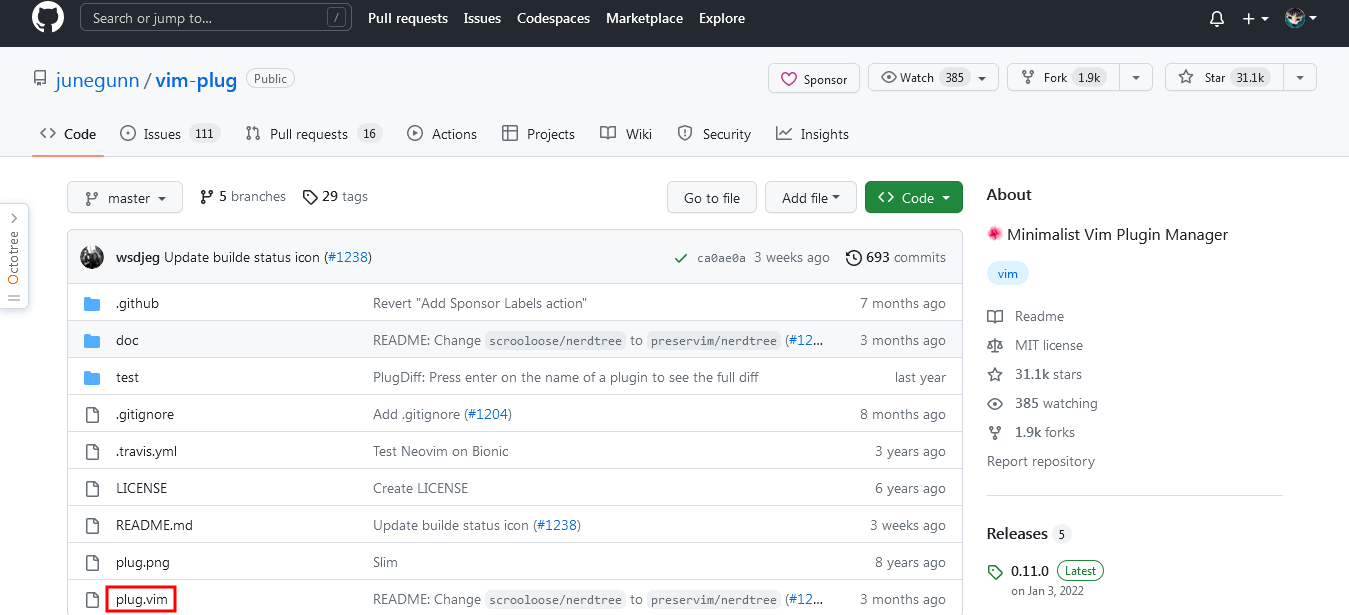 Search or jump to... / Pull requests Issues Codespaces Marketplace Explore
junegunn / vim-plug Public Sponsor Watch 385 Fork 1.9k Star 31.1k
Code Issues 111 Pull requests 16 Actions Projects Wiki Security Insights
master 5 branches 29 tags Go to file Add file Code
Octotree
wsdjeg Update builde status icon (#1238) ca0ae0a 3 weeks ago 693 commits
.github Revert "Add Sponsor Labels action" 7 months ago
doc README: Change scrooloose/nerdtree to preservim/nerdtree (#12... 3 months ago
test PlugDiff: Press enter on the name of a plugin to see the full diff last year
.gitignore Add .gitignore (#1204) 8 months ago
.travis.yml Test Neovim on Bionic 3 years ago
LICENSE Create LICENSE 6 years ago
README.md Update builde status icon (#1238) 3 weeks ago
plug.png Slim 8 years ago
plug.vim README: Change scrooloose/nerdtree to preservim/nerdtree (#12... 3 months ago
About
Minimalist Vim Plugin Manager
vim
Readme
MIT license
31.1k stars
385 watching
1.9k forks
Report repository
Releases 5
0.11.0 Latest
on Jan 3, 2022